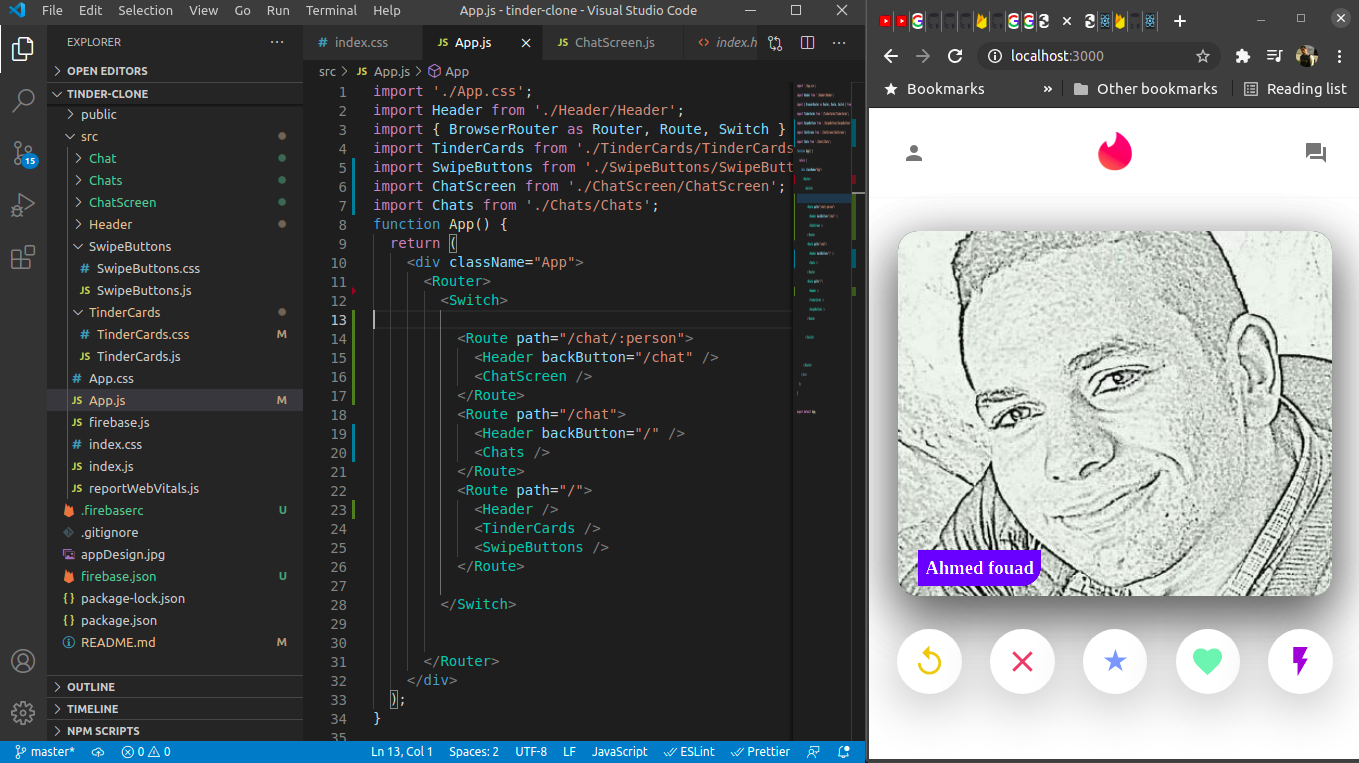 File Edit Selection View Go Run Terminal Help App.js - tinder-clone - Visual Studio Code
EXPLORER
OPEN EDITORS
TINDER-CLONE
public
src
Chat
Chats
ChatScreen
Header
SwipeButtons
# SwipeButtons.css
JS SwipeButtons.js
TinderCards
# TinderCards.css M
JS TinderCards.js
# App.css
JS App.js M
JS firebase.js
# index.css
JS index.js
JS reportWebVitals.js
.firebaserc U
.gitignore
appDesign.jpg
firebase.json U
{} package-lock.json
{} package.json
README.md M
OUTLINE
TIMELINE
NPM SCRIPTS
15
# index.css JS App.js JS ChatScreen.js <> index.h
src > JS App.js > App
1 import './App.css';
2 import Header from './Header/Header';
3 import { BrowserRouter as Router, Route, Switch }
4 import TinderCards from './TinderCards/TinderCards
5 import SwipeButtons from './SwipeButtons/SwipeButt
6 import ChatScreen from './ChatScreen/ChatScreen';
7 import Chats from './Chats/Chats';
8 function App() {
9 return (
10 <div className="App">
11 <Router>
12 <Switch>
13
14 <Route path="/chat/:person">
15 <Header backButton="/chat" />
16 <ChatScreen />
17 </Route>
18 <Route path="/chat">
19 <Header backButton="/" />
20 <Chats />
21 </Route>
22 <Route path="/">
23 <Header />
24 <TinderCards />
25 <SwipeButtons />
26 </Route>
27
28 </Switch>
29
30
31 </Router>
32 </div>
33 );
34 }
35
master* 0 0 Ln 13, Col 1 Spaces: 2 UTF-8 LF JavaScript ESLint Prettier
localhost:3000
Bookmarks » Other bookmarks Reading list
Ahmed fouad